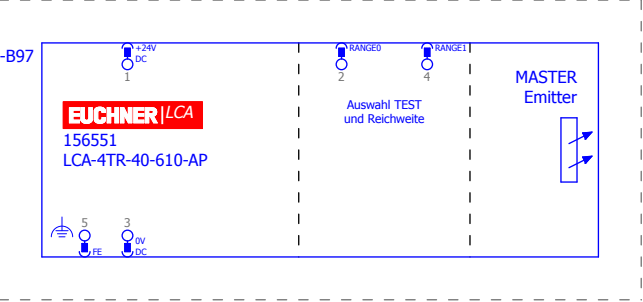 -B97
+24V
DC
1
RANGE0
2
RANGE1
4
MASTER
Emitter
EUCHNER|LCA
Auswahl TEST
und Reichweite
156551
LCA-4TR-40-610-AP
5
FE
3
0V
DC